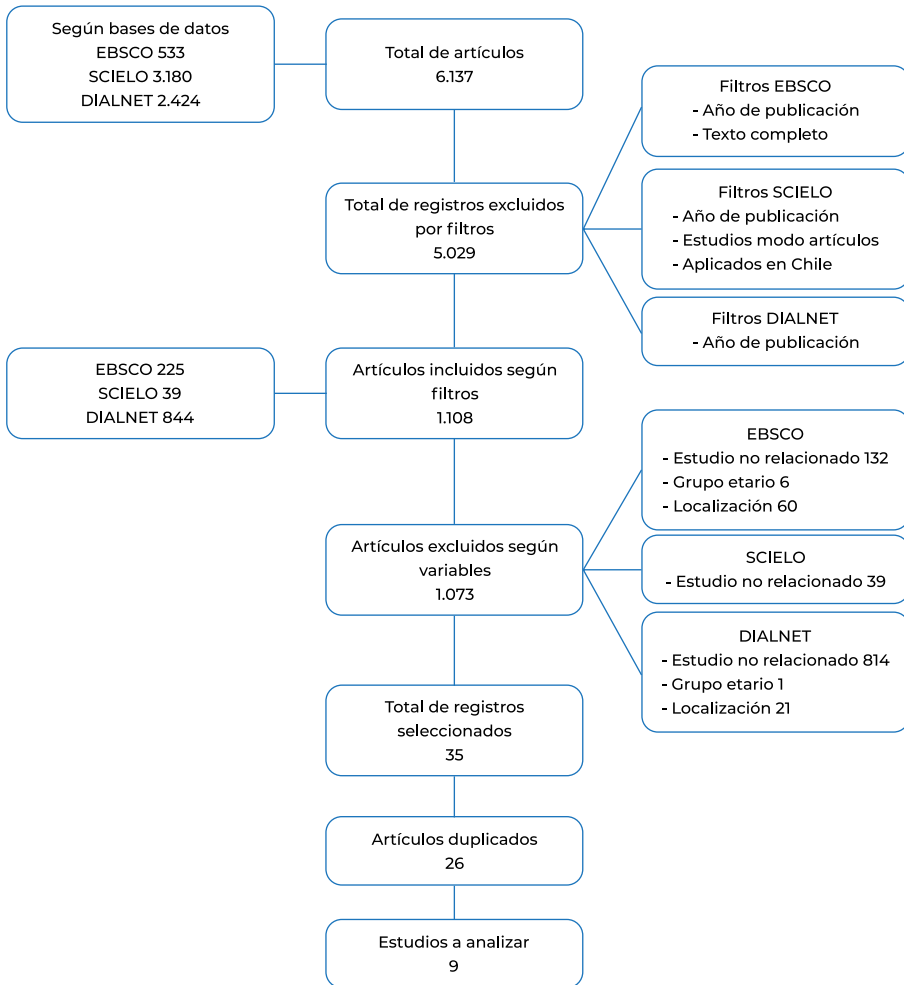 Según bases de datos
EBSCO 533
SCIELO 3.180
DIALNET 2.424
Total de artículos
6.137
Filtros EBSCO
- Año de publicación
- Texto completo
Total de registros excluidos
por filtros
5.029
Filtros SCIELO
- Año de publicación
- Estudios modo artículos
- Aplicados en Chile
Filtros DIALNET
- Año de publicación
EBSCO 225
SCIELO 39
DIALNET 844
Artículos incluidos según
filtros
1.108
EBSCO
- Estudio no relacionado 132
- Grupo etario 6
- Localización 60
Artículos excluidos según
variables
1.073
SCIELO
- Estudio no relacionado 39
DIALNET
- Estudio no relacionado 814
- Grupo etario 1
- Localización 21
Total de registros
seleccionados
35
Artículos duplicados
26
Estudios a analizar
9